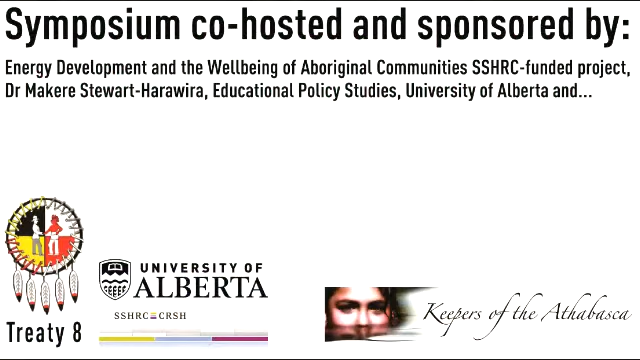 Symposium co-hosted and sponsored by:
Energy Development and the Wellbeing of Aboriginal Communities SSHRC-funded project,
Dr Makere Stewart-Harawira, Educational Policy Studies, University of Alberta and...
UNIVERSITY OF
ALBERTA
SSHRC CRSH
Keepers of the Athabasca
Treaty 8